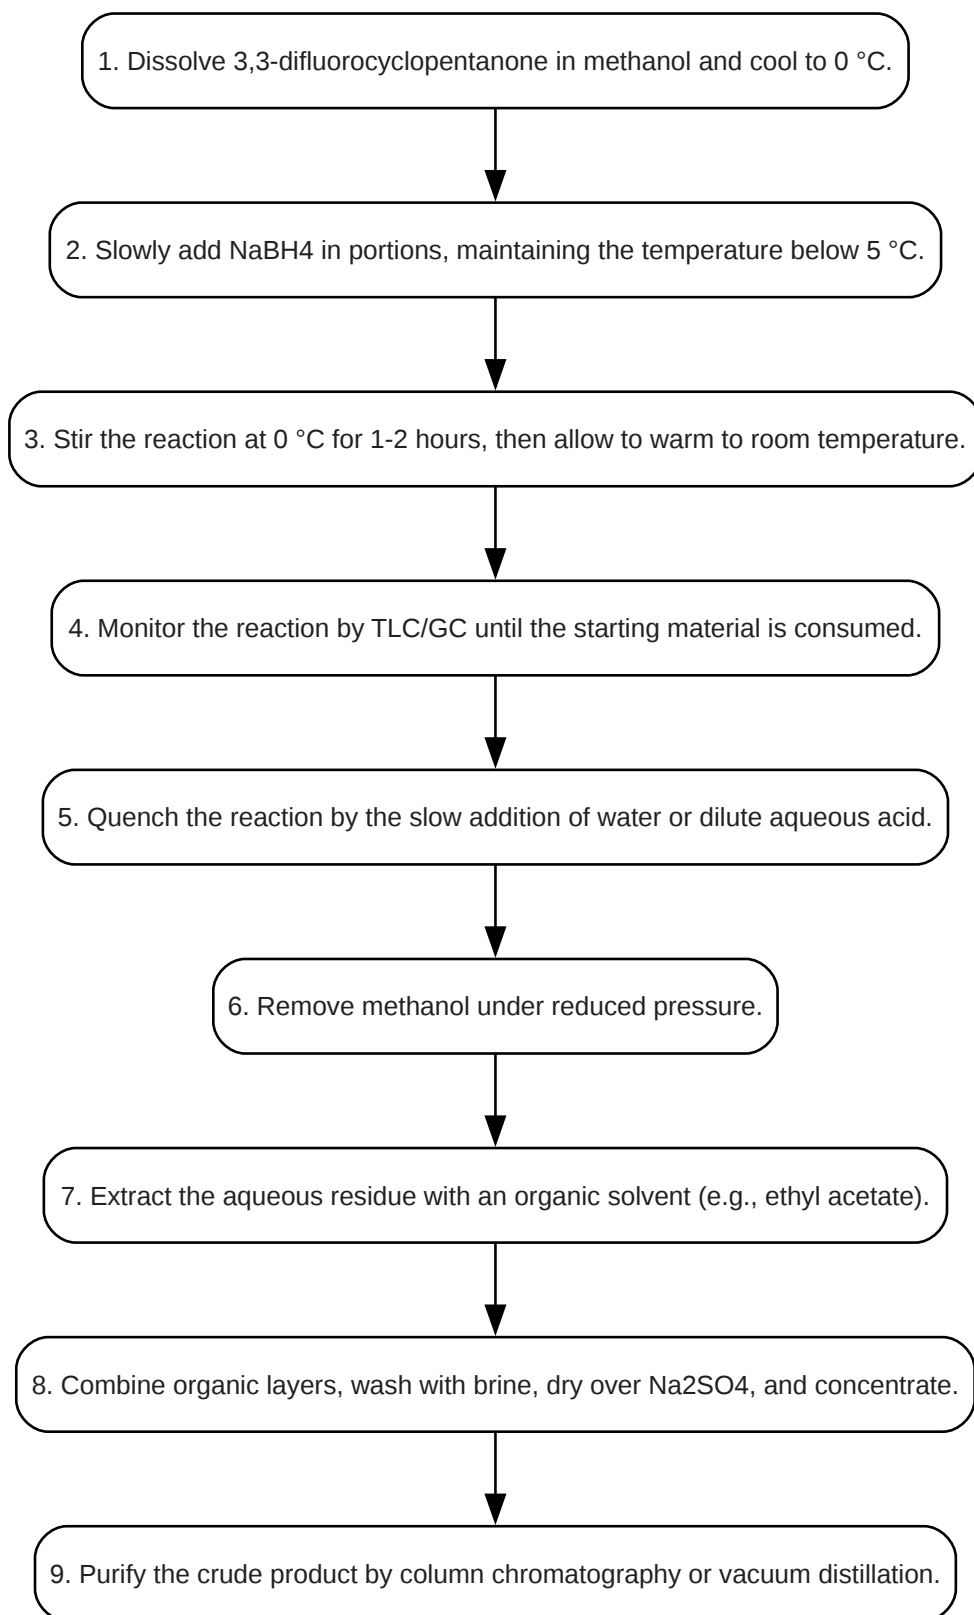 1. Dissolve 3,3-difluorocyclopentanone in methanol and cool to 0 °C.
2. Slowly add NaBH4 in portions, maintaining the temperature below 5 °C.
3. Stir the reaction at 0 °C for 1-2 hours, then allow to warm to room temperature.
4. Monitor the reaction by TLC/GC until the starting material is consumed.
5. Quench the reaction by the slow addition of water or dilute aqueous acid.
6. Remove methanol under reduced pressure.
7. Extract the aqueous residue with an organic solvent (e.g., ethyl acetate).
8. Combine organic layers, wash with brine, dry over Na2SO4, and concentrate.
9. Purify the crude product by column chromatography or vacuum distillation.